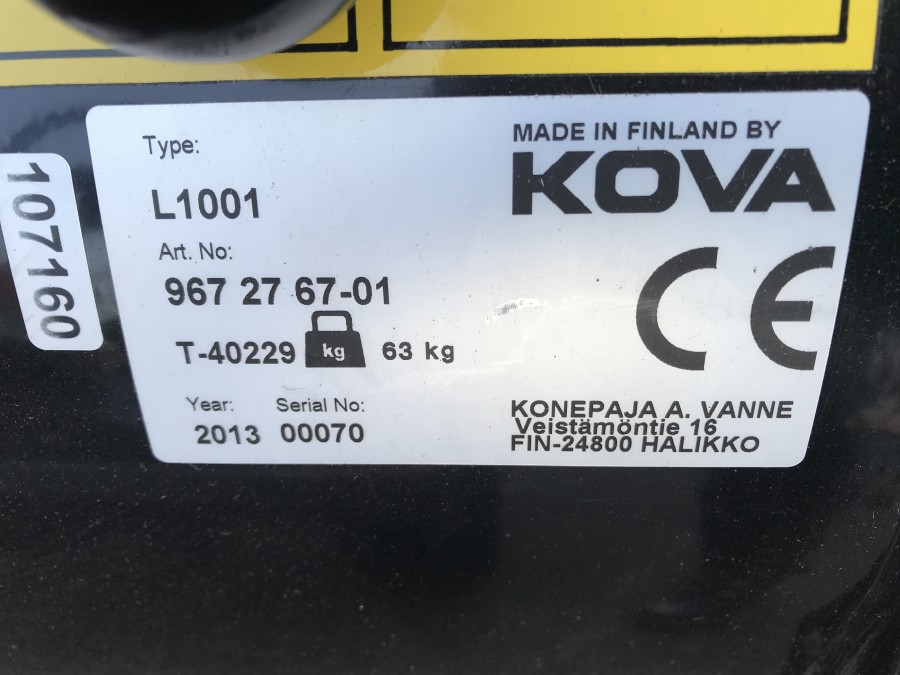 107160
Type:
L1001
Art. No:
967 27 67-01
T-40229 kg 63 kg
Year: Serial No:
2013 00070
MADE IN FINLAND BY
KOVA
CE
KONEPAJA A. VANNE
Veistämöntie 16
FIN-24800 HALIKKO